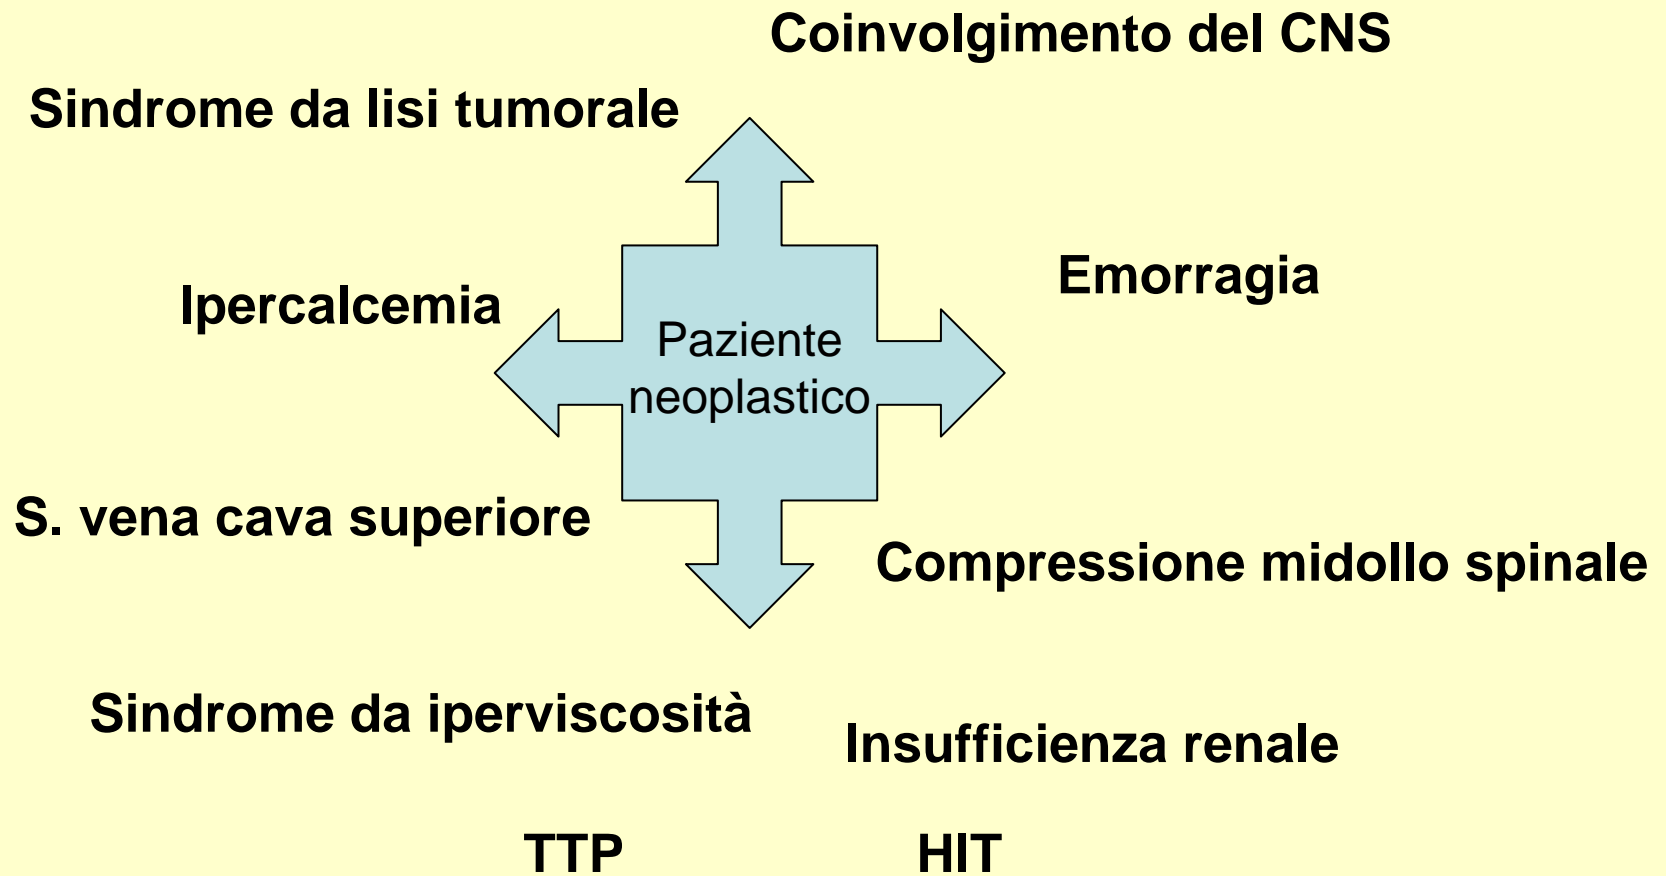 Coinvolgimento del CNS
Sindrome da lisi tumorale
Emorragia
Ipercalcemia
Paziente
neoplastico
S. vena cava superiore
Compressione midollo spinale
Sindrome da iperviscosità
Insufficienza renale
TTP
HIT